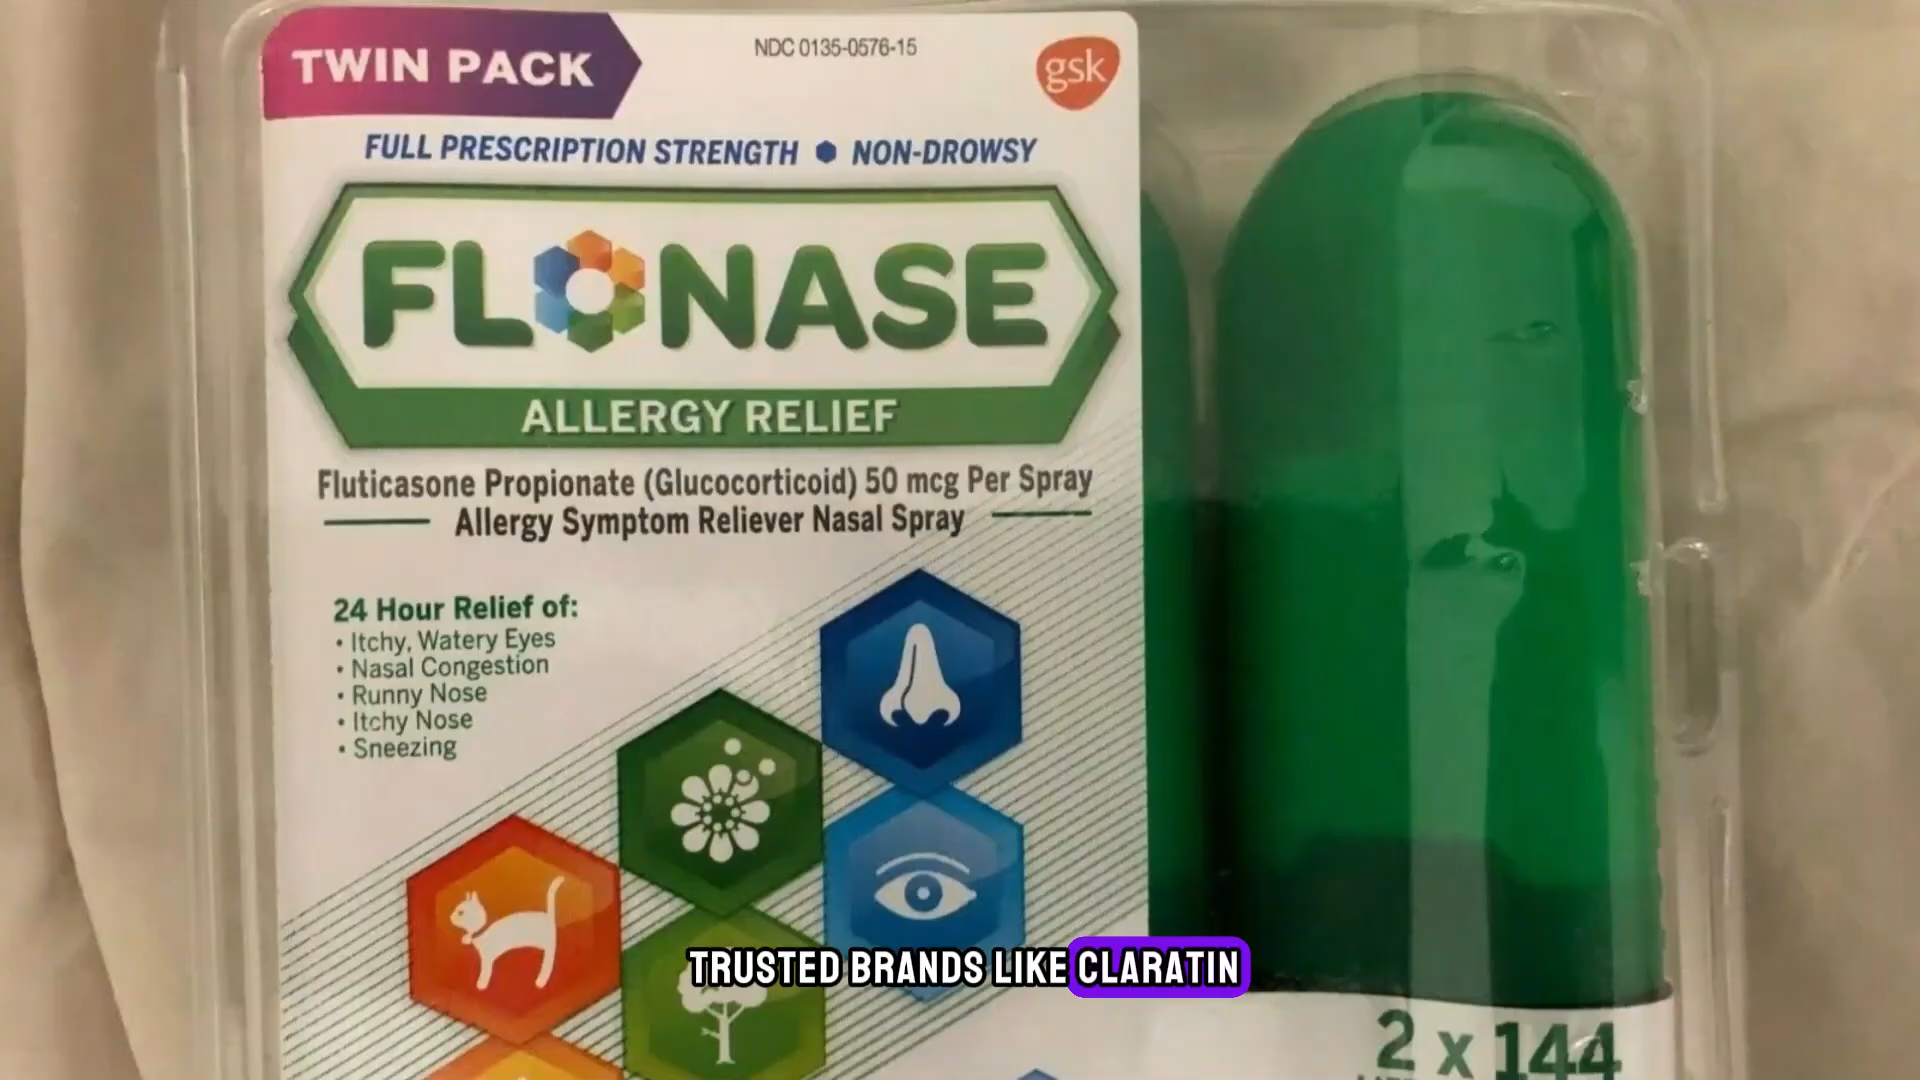 TWIN PACK
NDC 0135-0576-15
gsk
FULL PRESCRIPTION STRENGTH • NON-DROWSY
FLONASE
ALLERGY RELIEF
Fluticasone Propionate (Glucocorticoid) 50 mcg Per Spray
Allergy Symptom Reliever Nasal Spray
24 Hour Relief of:
• Itchy, Watery Eyes
• Nasal Congestion
• Runny Nose
• Itchy Nose
• Sneezing
TRUSTED BRANDS LIKE CLARATIN
2 x 144